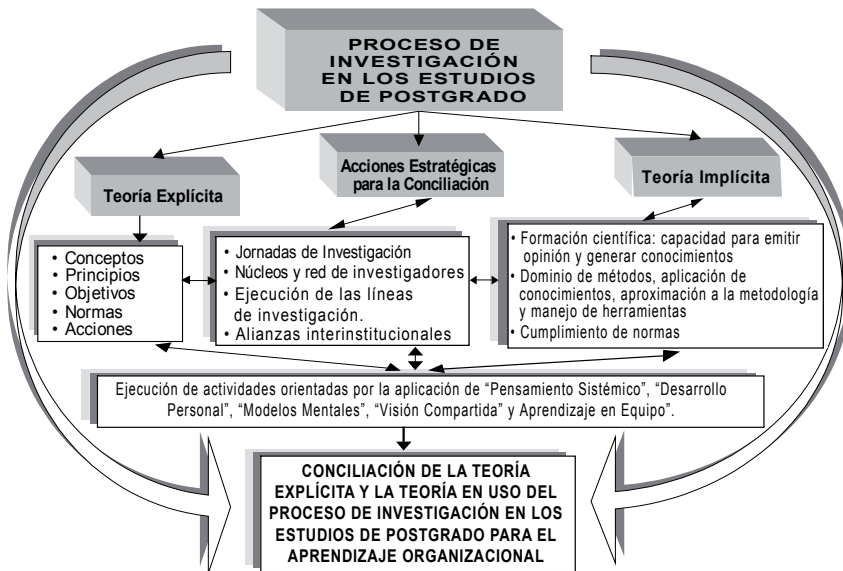 PROCESO DE
INVESTIGACIÓN
EN LOS ESTUDIOS
DE POSTGRADO
Teoría Explícita
Acciones Estratégicas
para la Conciliación
Teoría Implícita
• Conceptos
• Principios
• Objetivos
• Normas
• Acciones
• Jornadas de Investigación
• Núcleos y red de investigadores
• Ejecución de las líneas
de investigación.
• Alianzas interinstitucionales
• Formación científica: capacidad para emitir
opinión y generar conocimientos
• Dominio de métodos, aplicación de
conocimientos, aproximación a la metodología
y manejo de herramientas
• Cumplimiento de normas
Ejecución de actividades orientadas por la aplicación de “Pensamiento Sistémico”, “Desarrollo
Personal”, “Modelos Mentales”, “Visión Compartida” y Aprendizaje en Equipo”.
CONCILIACIÓN DE LA TEORÍA
EXPLÍCITA Y LA TEORÍA EN USO DEL
PROCESO DE INVESTIGACIÓN EN LOS
ESTUDIOS DE POSTGRADO PARA EL
APRENDIZAJE ORGANIZACIONAL